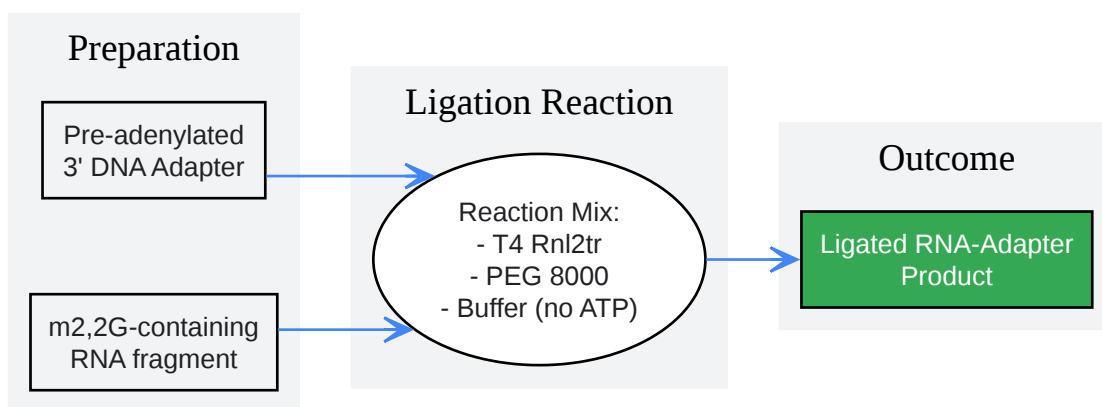 Preparation
Pre-adenylated
3' DNA Adapter
m2,2G-containing
RNA fragment
Ligation Reaction
Reaction Mix:
- T4 Rnl2tr
- PEG 8000
- Buffer (no ATP)
Outcome
Ligated RNA-Adapter
Product